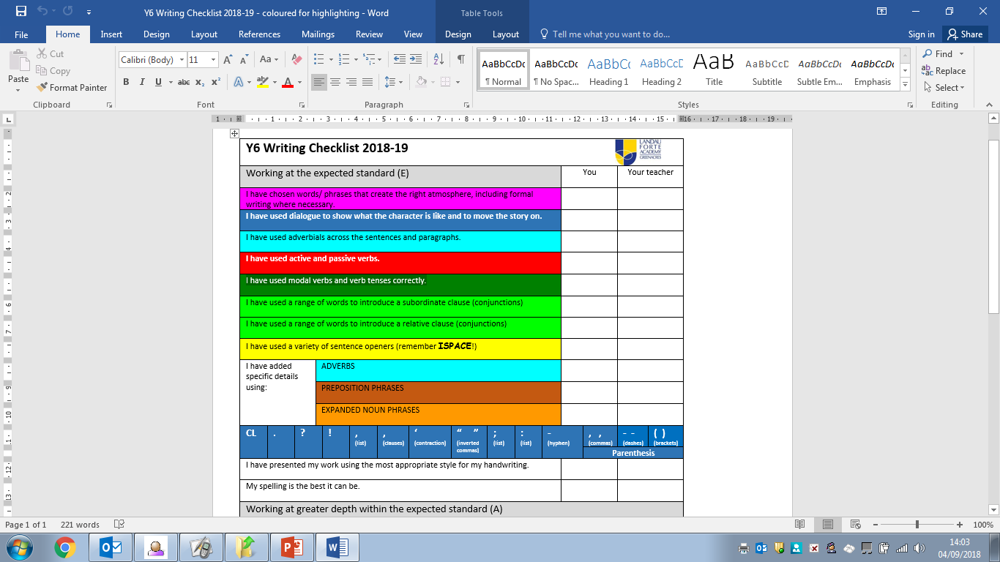 Y6 Writing Checklist 2018-19 - coloured for highlighting - Word
Table Tools
File Home Insert Design Layout References Mailings Review View Design Layout Tell me what you want to do... Sign in Share
Paste
Cut
Copy
Format Painter
Calibri (Body) 11
Clipboard Font Paragraph Styles Editing
AaBbCcDc AaBbCcDc AaBbCc AaBbCcD AaB AaBbCcD AaBbCcDc AaBbCcDc
¶ Normal ¶ No Spac... Heading 1 Heading 2 Title Subtitle Subtle Em... Emphasis
Find
Replace
Select
1 1 2 3 4 5 6 7 8 9 10 11 12 13 14 15 16 17 18 19
Y6 Writing Checklist 2018-19
LANDAU
FORTE
ACADEMY
GREENACRES
Working at the expected standard (E) You Your teacher
I have chosen words/ phrases that create the right atmosphere, including formal
writing where necessary.
I have used dialogue to show what the character is like and to move the story on.
I have used adverbials across the sentences and paragraphs.
I have used active and passive verbs.
I have used modal verbs and verb tenses correctly.
I have used a range of words to introduce a subordinate clause (conjunctions)
I have used a range of words to introduce a relative clause (conjunctions)
I have used a variety of sentence openers (remember ISPACE!)
I have added
specific details
using:
ADVERBS
PREPOSITION PHRASES
EXPANDED NOUN PHRASES
CL . ? ! , (list) , (clauses) ‘ (contraction) “ ” (inverted commas) ; (list) : (list) - (hyphen) , , (commas) - - (dashes) ( ) (brackets)
Parenthesis
I have presented my work using the most appropriate style for my handwriting.
My spelling is the best it can be.
Working at greater depth within the expected standard (A)
Page 1 of 1 221 words 100%
14:03
04/09/2018